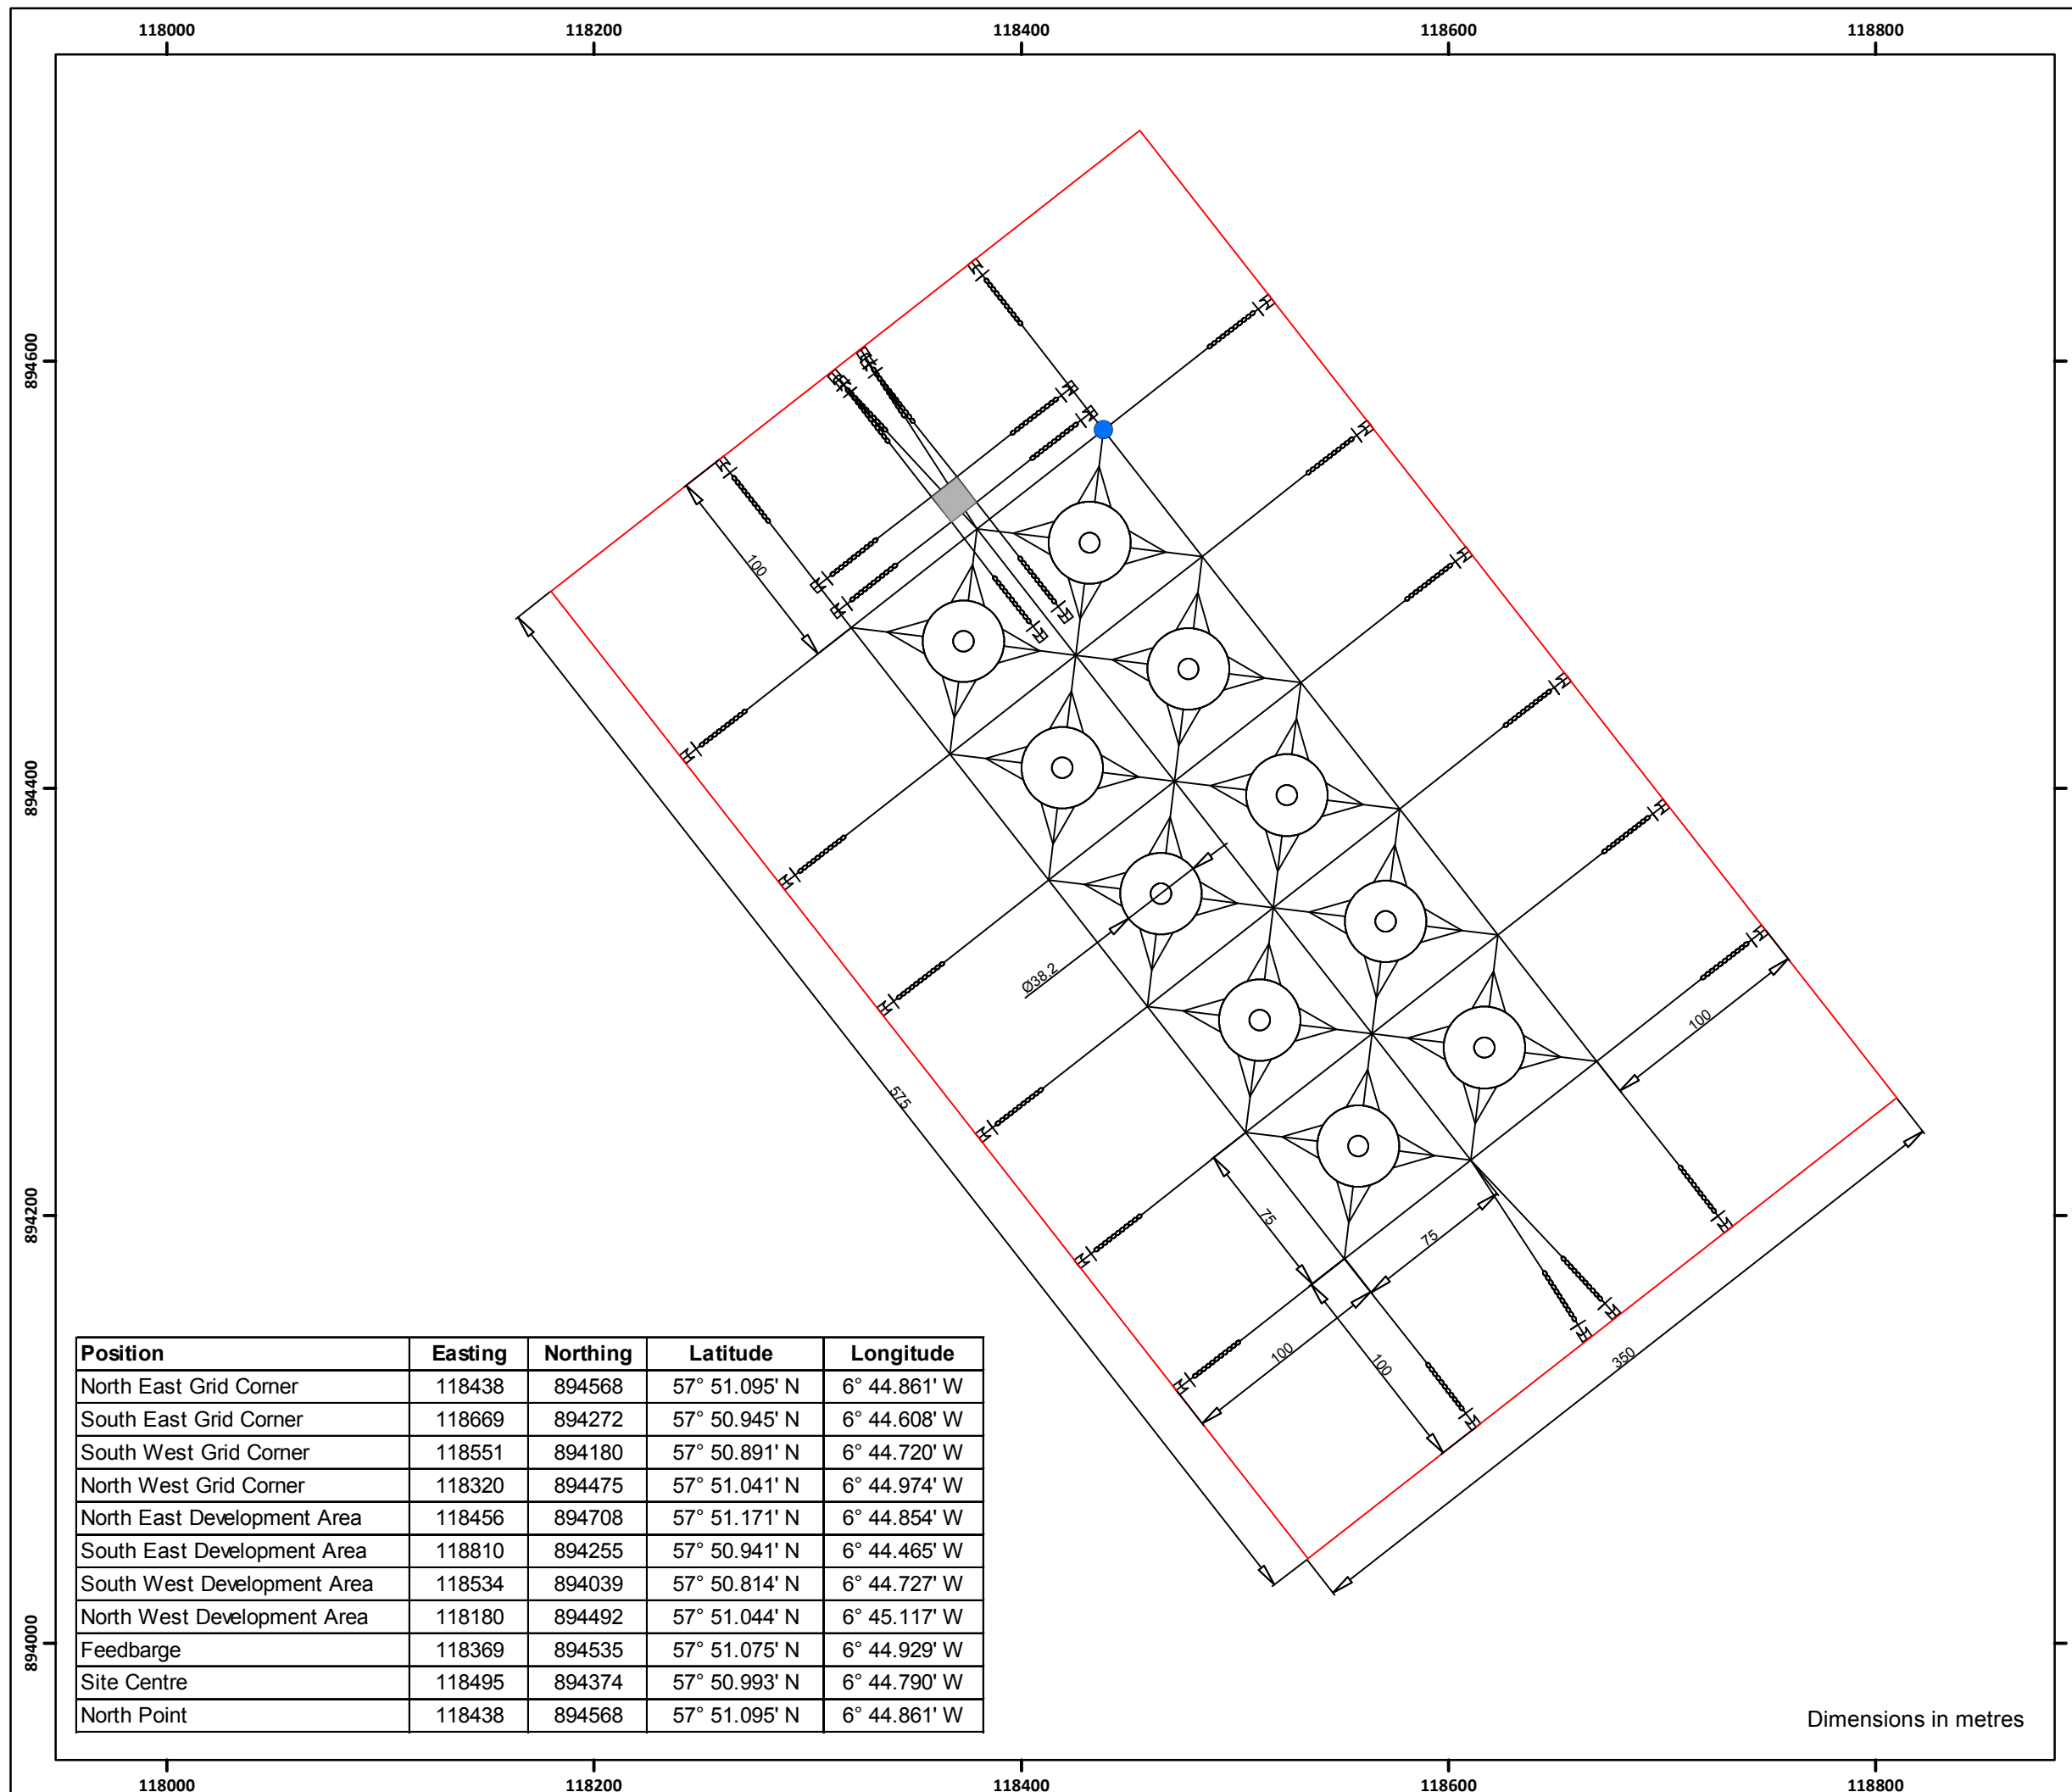 118000 118200 118400 118600 118800
894600
894400
894200
894000
100
575
Ø38.2
100
75
75
100
100
350
Position Easting Northing Latitude Longitude
North East Grid Corner 118438 894568 57° 51.095' N 6° 44.861' W
South East Grid Corner 118669 894272 57° 50.945' N 6° 44.608' W
South West Grid Corner 118551 894180 57° 50.891' N 6° 44.720' W
North West Grid Corner 118320 894475 57° 51.041' N 6° 44.974' W
North East Development Area 118456 894708 57° 51.171' N 6° 44.854' W
South East Development Area 118810 894255 57° 50.941' N 6° 44.465' W
South West Development Area 118534 894039 57° 50.814' N 6° 44.727' W
North West Development Area 118180 894492 57° 51.044' N 6° 45.117' W
Feedbarge 118369 894535 57° 51.075' N 6° 44.929' W
Site Centre 118495 894374 57° 50.993' N 6° 44.790' W
North Point 118438 894568 57° 51.095' N 6° 44.861' W
Dimensions in metres
118000 118200 118400 118600 118800